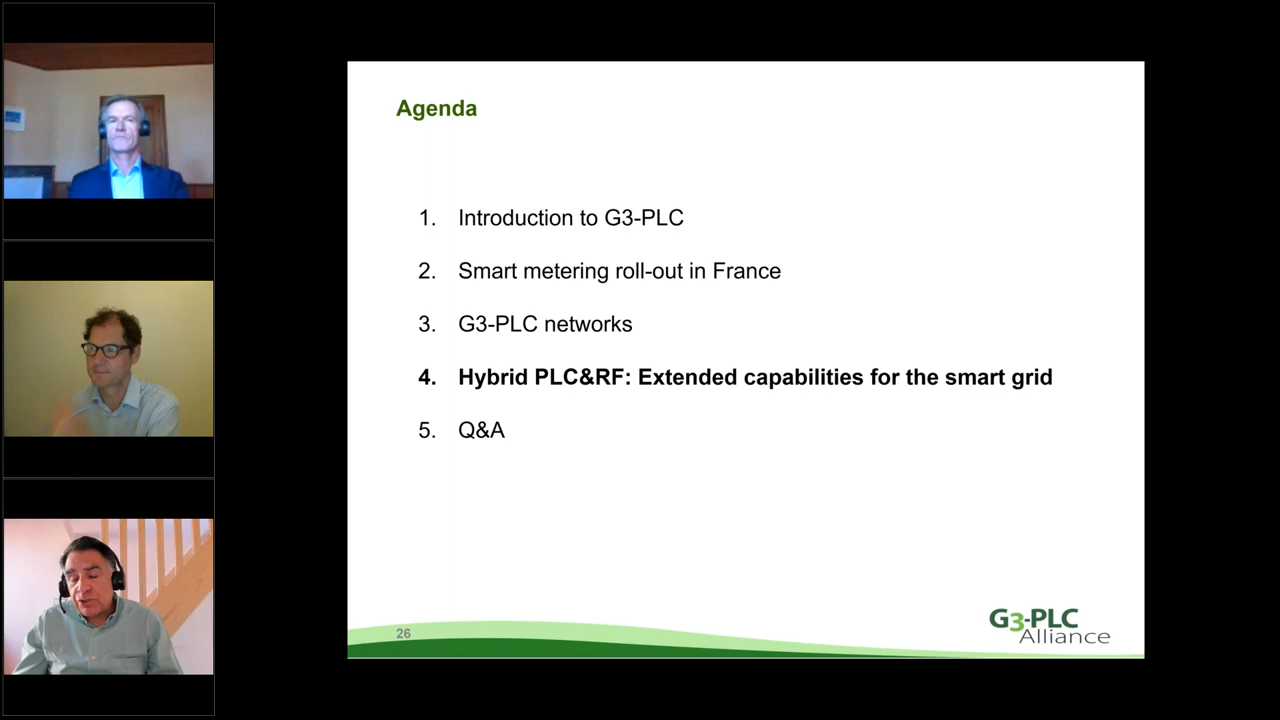 Agenda
1. Introduction to G3-PLC
2. Smart metering roll-out in France
3. G3-PLC networks
4. Hybrid PLC&RF: Extended capabilities for the smart grid
5. Q&A
26
G3-PLC
Alliance